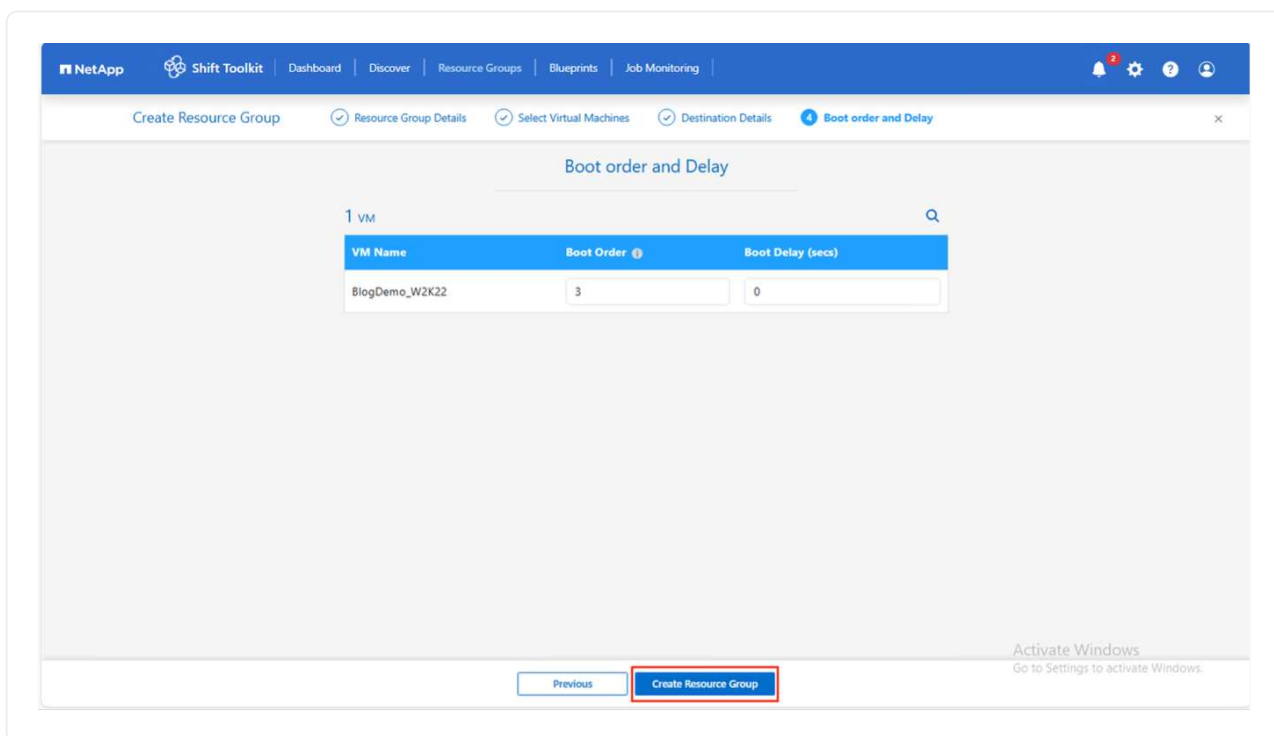 NetApp Shift Toolkit Dashboard Discover Resource Groups Blueprints Job Monitoring 2
Create Resource Group Resource Group Details Select Virtual Machines Destination Details 4 Boot order and Delay
Boot order and Delay
1 VM
VM Name Boot Order Boot Delay (secs)
BlogDemo_W2K22 3 0
Activate Windows
Go to Settings to activate Windows.
Previous Create Resource Group